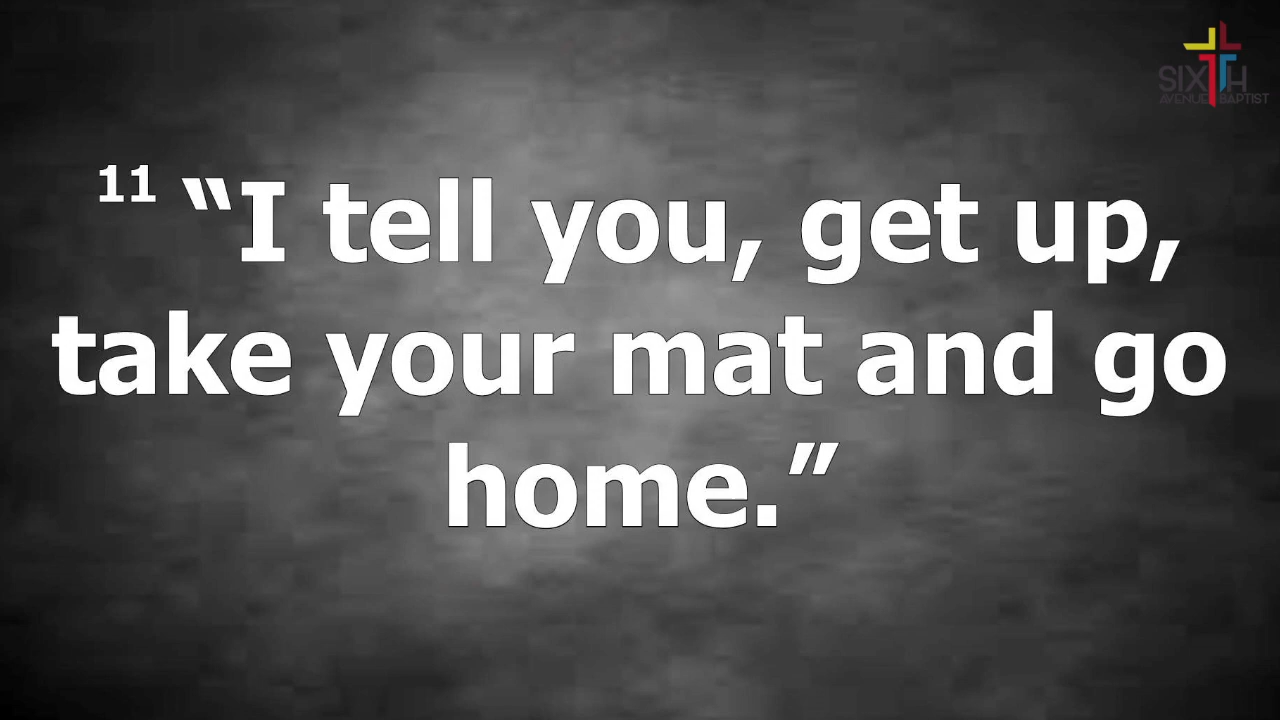 SIXTH
AVENUE BAPTIST
11 “I tell you, get up,
take your mat and go
home.”